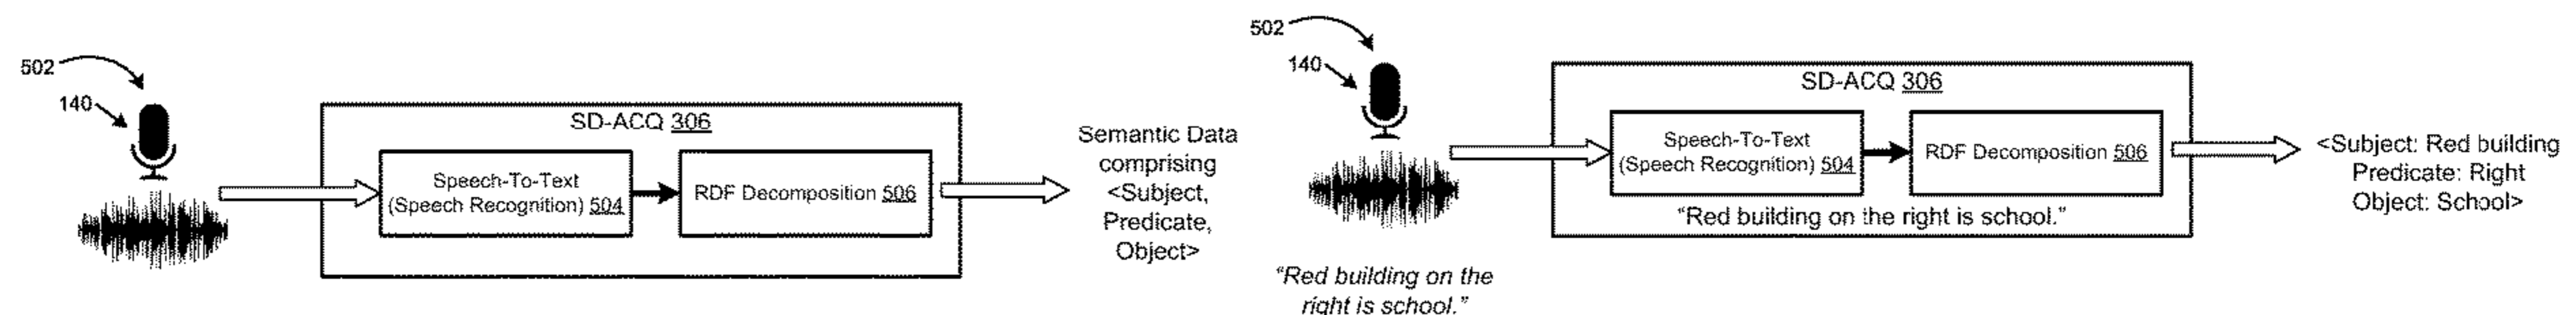 502
140
SD-ACQ 306
Speech-To-Text
(Speech Recognition) 504
RDF Decomposition 506
Semantic Data
comprising
<Subject,
Predicate,
Object>
502
140
"Red building on the
right is school."
SD-ACQ 306
Speech-To-Text
(Speech Recognition) 504
RDF Decomposition 506
"Red building on the right is school."
<Subject: Red building
Predicate: Right
Object: School>